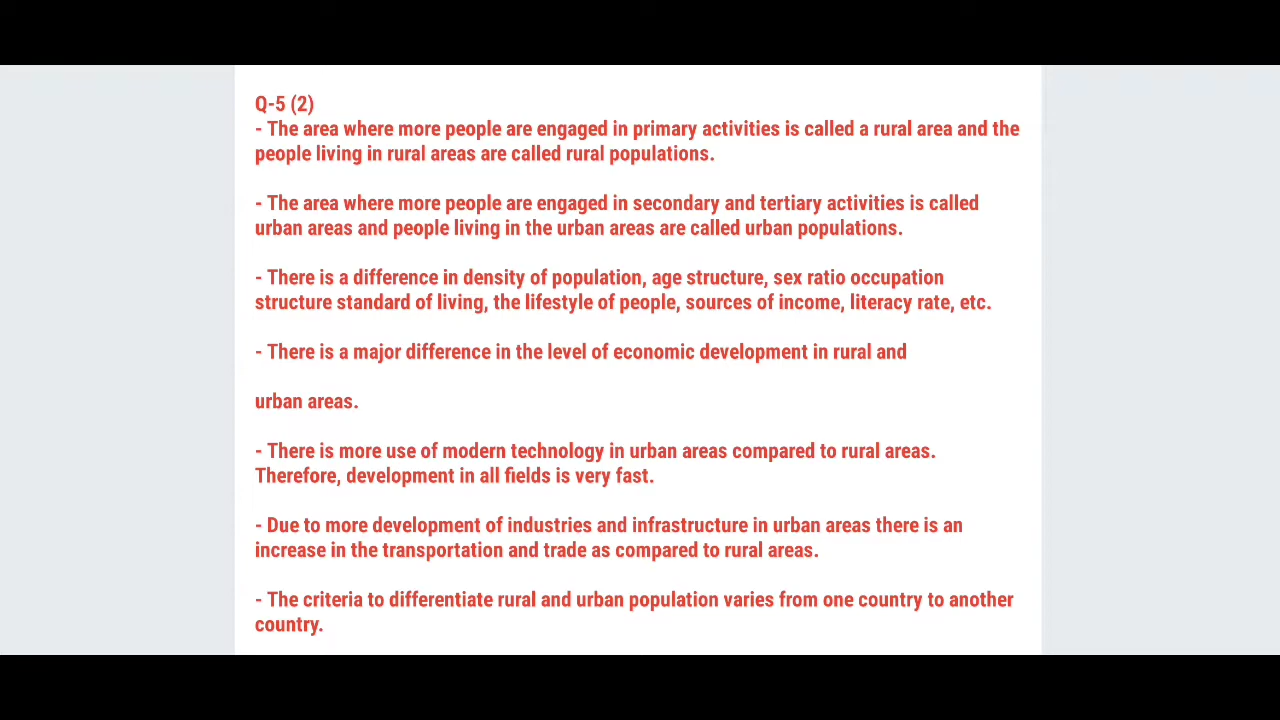 Q-5 (2)
- The area where more people are engaged in primary activities is called a rural area and the
people living in rural areas are called rural populations.
- The area where more people are engaged in secondary and tertiary activities is called
urban areas and people living in the urban areas are called urban populations.
- There is a difference in density of population, age structure, sex ratio occupation
structure standard of living, the lifestyle of people, sources of income, literacy rate, etc.
- There is a major difference in the level of economic development in rural and
urban areas.
- There is more use of modern technology in urban areas compared to rural areas.
Therefore, development in all fields is very fast.
- Due to more development of industries and infrastructure in urban areas there is an
increase in the transportation and trade as compared to rural areas.
- The criteria to differentiate rural and urban population varies from one country to another
country.